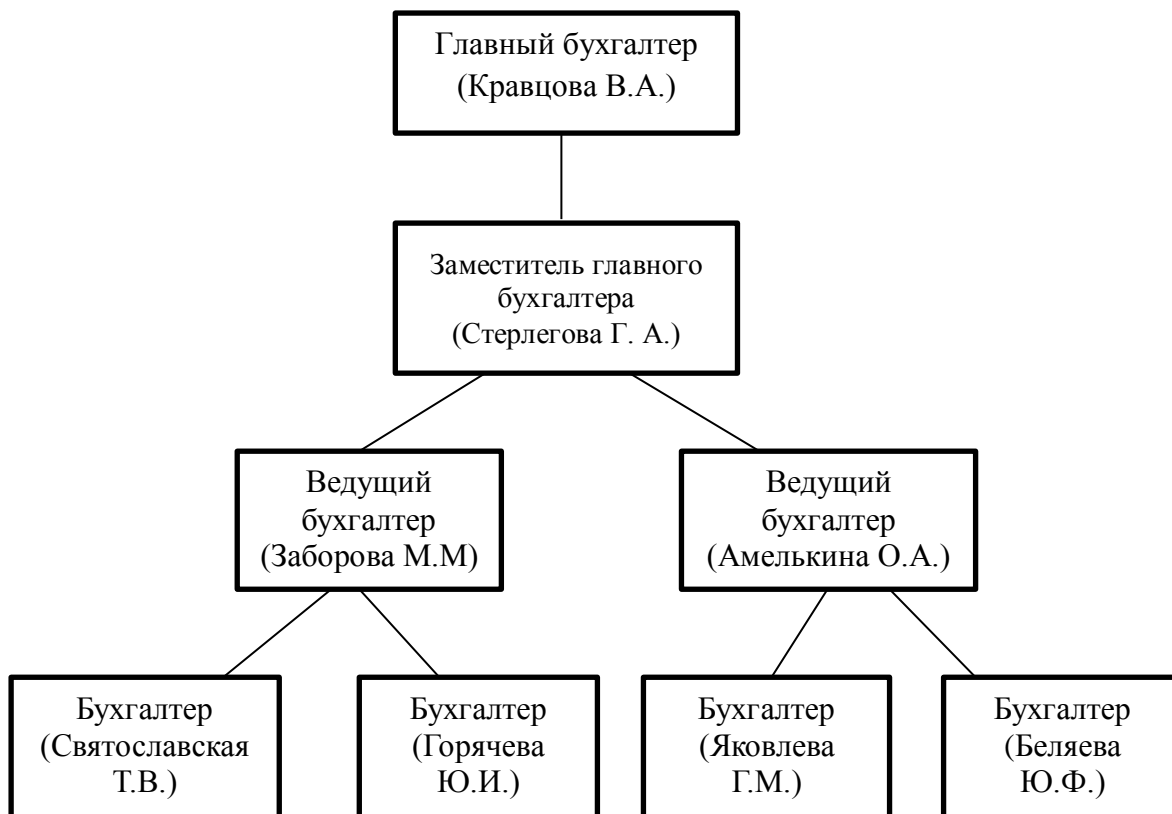 Главный бухгалтер
(Кравцова В.А.)
Заместитель главного
бухгалтера
(Стерлегова Г. А.)
Ведущий
бухгалтер
(Заборова М.М)
Ведущий
бухгалтер
(Амелькина О.А.)
Бухгалтер
(Святославская
Т.В.)
Бухгалтер
(Горячева
Ю.И.)
Бухгалтер
(Яковлева
Г.М.)
Бухгалтер
(Беляева
Ю.Ф.)